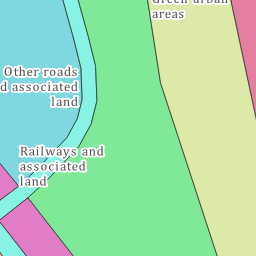 Green urban
areas
Other roads
d associated
land
Railways and
associated
land